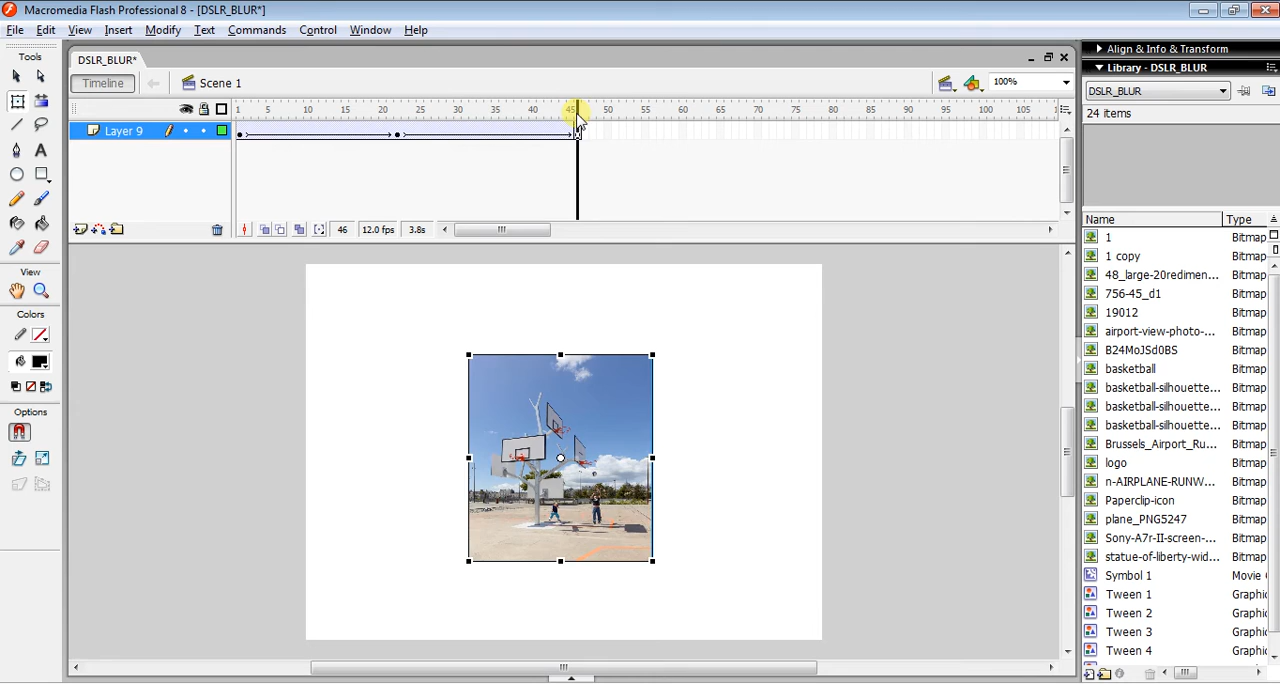 Macromedia Flash Professional 8 - [DSLR_BLUR*]
File Edit View Insert Modify Text Commands Control Window Help
Tools
View
Colors
Options
DSLR_BLUR*
Timeline
Scene 1
100%
1 5 10 15 20 25 30 35 40 45 50 55 60 65 70 75 80 85 90 95 100 105
Layer 9
46 12.0 fps 3.8s
Align & Info & Transform
Library - DSLR_BLUR
DSLR_BLUR
24 items
Name Type
1 Bitmap
1 copy Bitmap
48_large-20redimen... Bitmap
756-45_d1 Bitmap
19012 Bitmap
airport-view-photo-... Bitmap
B24MoJSd0BS Bitmap
basketball Bitmap
basketball-silhouette... Bitmap
basketball-silhouette... Bitmap
basketball-silhouette... Bitmap
Brussels_Airport_Ru... Bitmap
logo Bitmap
n-AIRPLANE-RUNW... Bitmap
Paperclip-icon Bitmap
plane_PNG5247 Bitmap
Sony-A7r-II-screen-... Bitmap
statue-of-liberty-wid... Bitmap
Symbol 1 Movie C
Tween 1 Graphic
Tween 2 Graphic
Tween 3 Graphic
Tween 4 Graphic